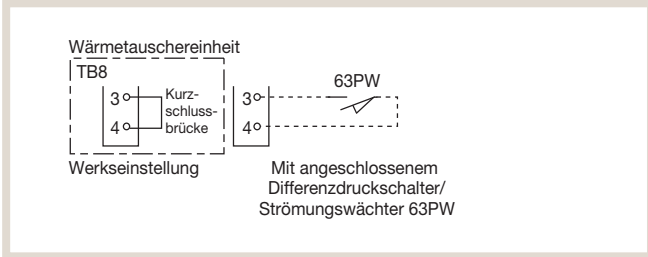 Wärmetauschereinheit
TB8
3
4
Kurz-
schluss-
brücke
3
4
63PW
Werkseinstellung
Mit angeschlossenem
Differenzdruckschalter/
Strömungswächter 63PW